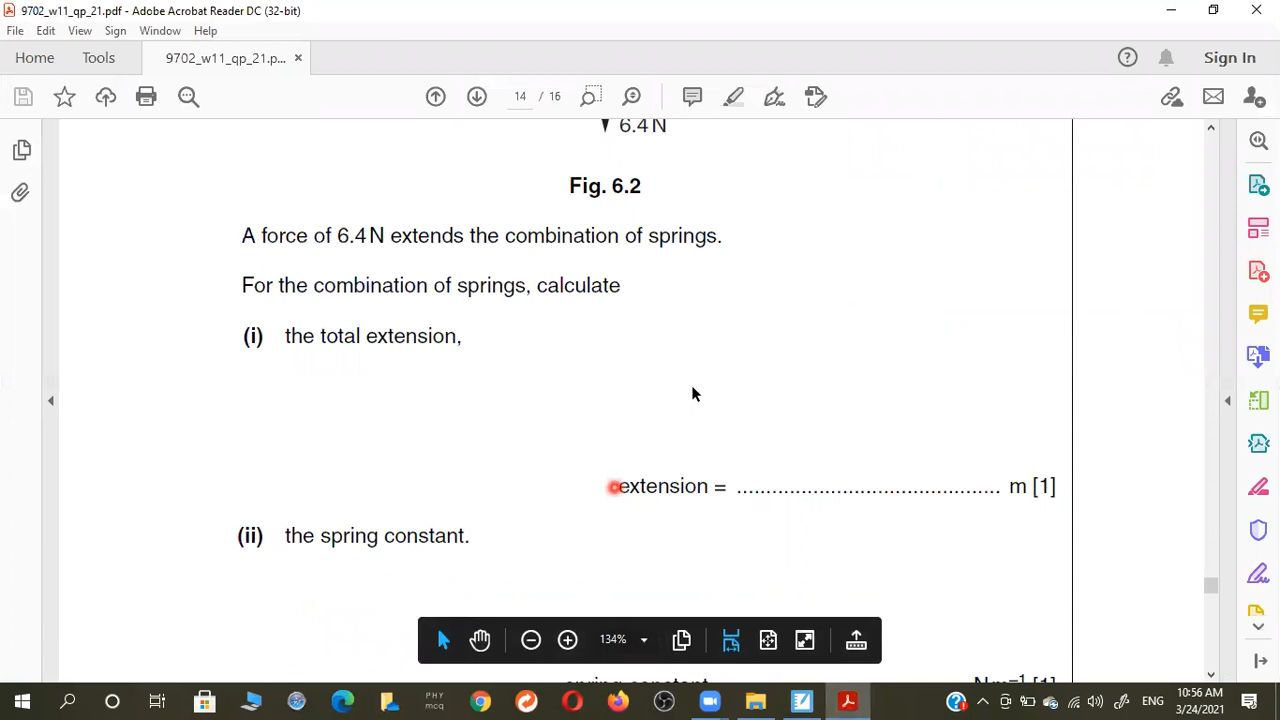 9702_w11_qp_21.pdf - Adobe Acrobat Reader DC (32-bit)
File Edit View Sign Window Help
Home Tools 9702_w11_qp_21.p... × Sign In
14 / 16
6.4 N
Fig. 6.2
A force of 6.4 N extends the combination of springs.
For the combination of springs, calculate
(i) the total extension,
extension = ............................................. m [1]
(ii) the spring constant.
134%
PHY
mcq
ENG
10:56 AM
3/24/2021